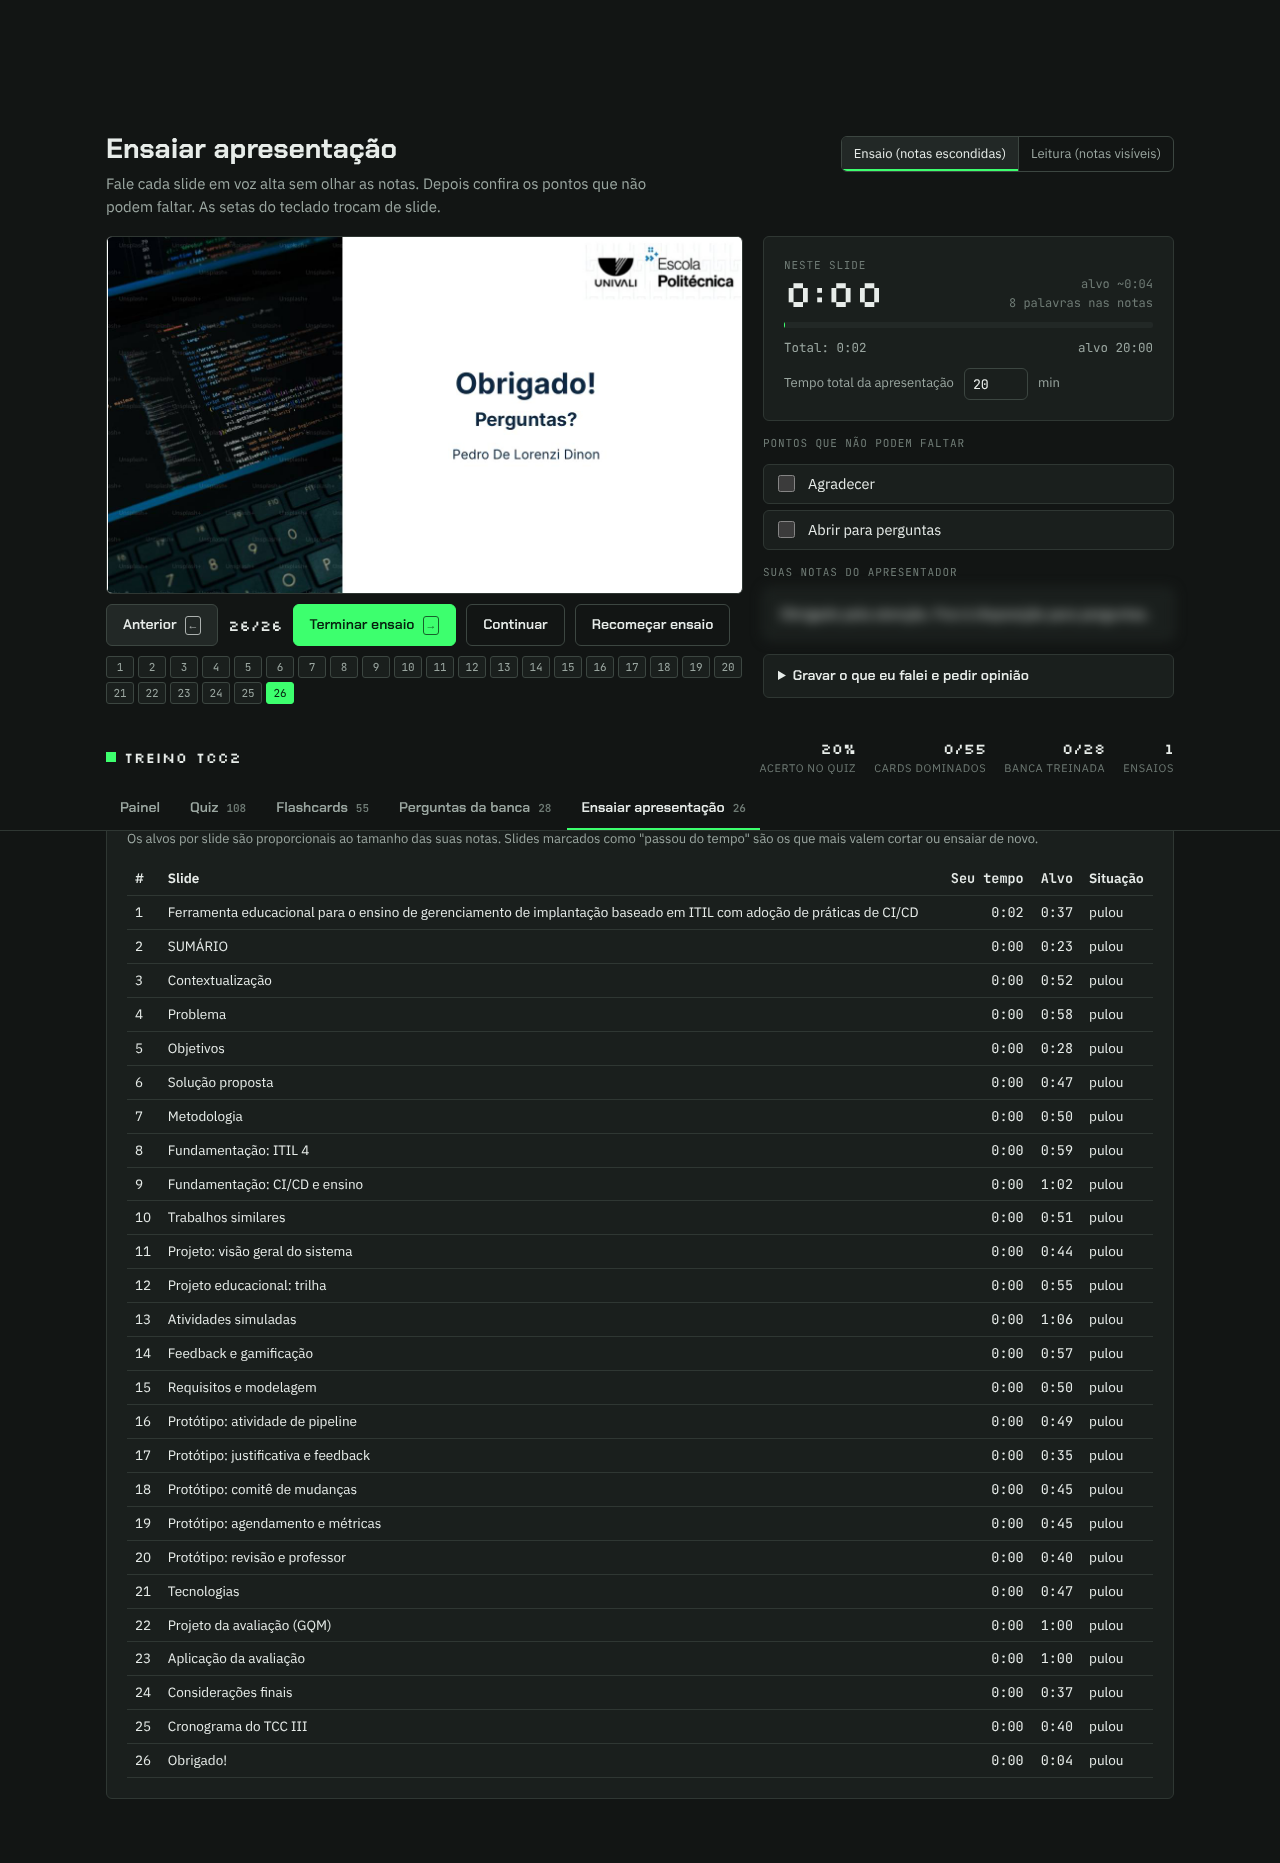 Ensaiar apresentação
Fale cada slide em voz alta sem olhar as notas. Depois confira os pontos que não
podem faltar. As setas do teclado trocam de slide.
Ensaio (notas escondidas)
Leitura (notas visíveis)
UNIVALI
Escola
Politécnica
Obrigado!
Perguntas?
Pedro De Lorenzi Dinon
Anterior ←
26/26
Terminar ensaio →
Continuar
Recomeçar ensaio
1 2 3 4 5 6 7 8 9 10 11 12 13 14 15 16 17 18 19 20
21 22 23 24 25 26
NESTE SLIDE
0:00
alvo ~0:04
8 palavras nas notas
Total: 0:02 alvo 20:00
Tempo total da apresentação 20 min
PONTOS QUE NÃO PODEM FALTAR
Agradecer
Abrir para perguntas
SUAS NOTAS DO APRESENTADOR
▶ Gravar o que eu falei e pedir opinião
TREINO TCC2
20% 0/55 0/28 1
ACERTO NO QUIZ CARDS DOMINADOS BANCA TREINADA ENSAIOS
Painel Quiz 108 Flashcards 55 Perguntas da banca 28 Ensaiar apresentação 26
Os alvos por slide são proporcionais ao tamanho das suas notas. Slides marcados como "passou do tempo" são os que mais valem cortar ou ensaiar de novo.
# Slide Seu tempo Alvo Situação
1 Ferramenta educacional para o ensino de gerenciamento de implantação baseado em ITIL com adoção de práticas de CI/CD 0:02 0:37 pulou
2 SUMÁRIO 0:00 0:23 pulou
3 Contextualização 0:00 0:52 pulou
4 Problema 0:00 0:58 pulou
5 Objetivos 0:00 0:28 pulou
6 Solução proposta 0:00 0:47 pulou
7 Metodologia 0:00 0:50 pulou
8 Fundamentação: ITIL 4 0:00 0:59 pulou
9 Fundamentação: CI/CD e ensino 0:00 1:02 pulou
10 Trabalhos similares 0:00 0:51 pulou
11 Projeto: visão geral do sistema 0:00 0:44 pulou
12 Projeto educacional: trilha 0:00 0:55 pulou
13 Atividades simuladas 0:00 1:06 pulou
14 Feedback e gamificação 0:00 0:57 pulou
15 Requisitos e modelagem 0:00 0:50 pulou
16 Protótipo: atividade de pipeline 0:00 0:49 pulou
17 Protótipo: justificativa e feedback 0:00 0:35 pulou
18 Protótipo: comitê de mudanças 0:00 0:45 pulou
19 Protótipo: agendamento e métricas 0:00 0:45 pulou
20 Protótipo: revisão e professor 0:00 0:40 pulou
21 Tecnologias 0:00 0:47 pulou
22 Projeto da avaliação (GQM) 0:00 1:00 pulou
23 Aplicação da avaliação 0:00 1:00 pulou
24 Considerações finais 0:00 0:37 pulou
25 Cronograma do TCC III 0:00 0:40 pulou
26 Obrigado! 0:00 0:04 pulou